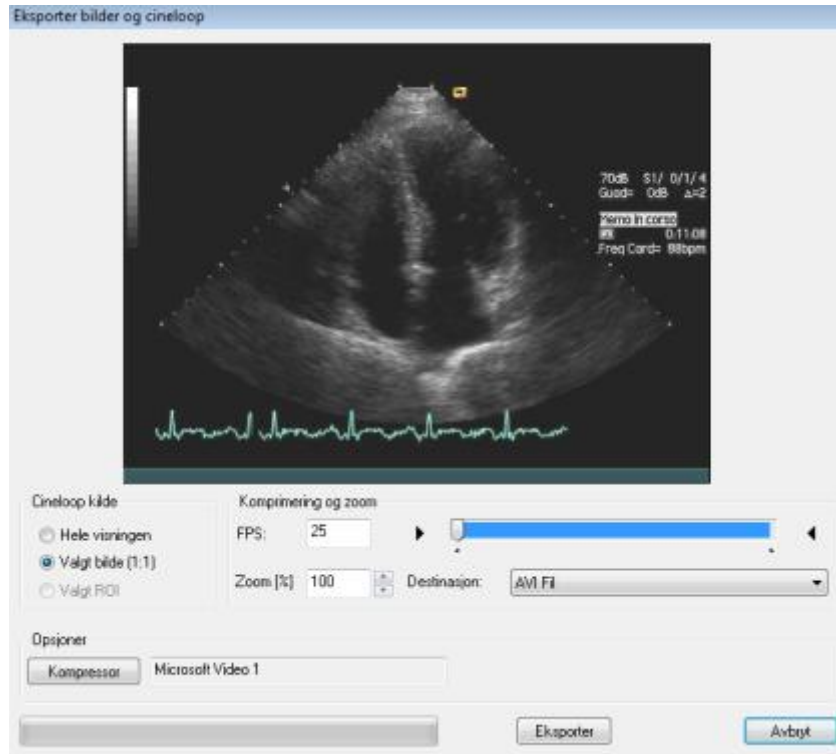 Eksporter bilder og cineloop
70dB S1/ 0/1/4
Guad= 0dB △=2
Memo in corso
0:11:08
Freq Card= 88bpm
Cineloop kilde
Hele visningen
Valgt bilde (1:1)
Valgt ROI
Komprimering og zoom
FPS: 25
Zoom [%] 100 Destinasjon: AVI Fil
Opsjoner
Kompressor Microsoft Video 1
Eksporter Avbryt